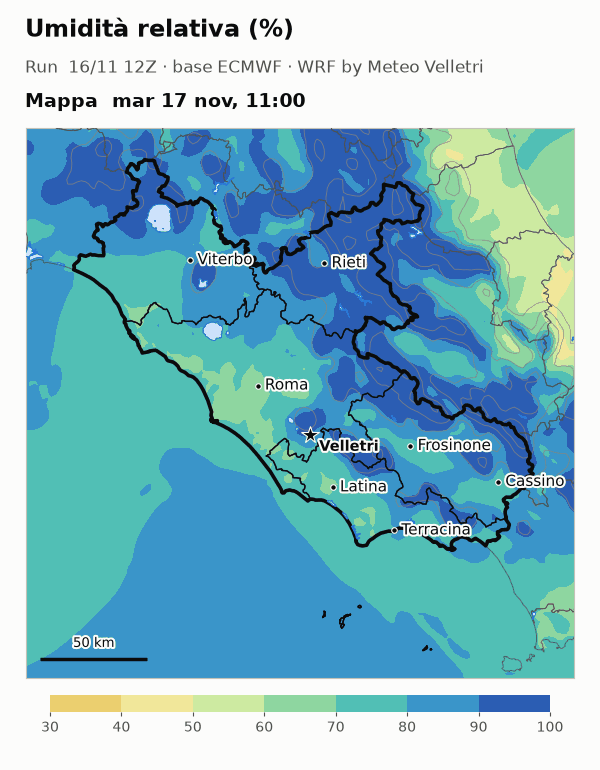 Umidità relativa (%)
Run  16/11 12Z · base ECMWF · WRF by Meteo Velletri
Mappa  mar 17 nov, 11:00
Viterbo
Rieti
Roma
Velletri
Frosinone
Cassino
Latina
Terracina
50 km
30 40 50 60 70 80 90 100